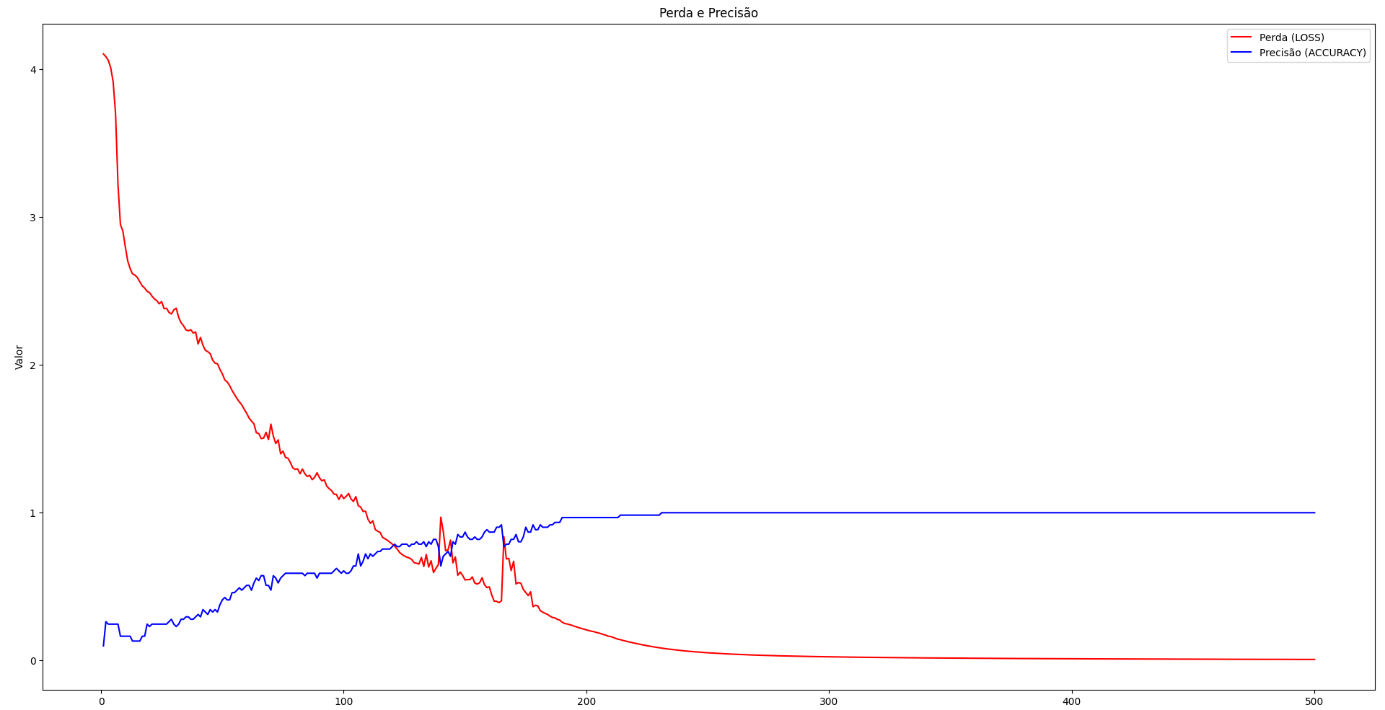 Perda e Precisão
Perda (LOSS)
Precisão (ACCURACY)
Valor
4
3
2
1
0
0 100 200 300 400 500